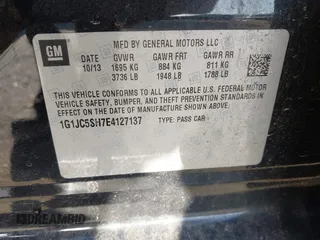 GM
MFD BY GENERAL MOTORS LLC
10/13 GVWR GAWR FRT GAWR RR
1695 KG 884 KG 811 KG
3736 LB 1948 LB 1788 LB
THIS VEHICLE CONFORMS TO ALL APPLICABLE U.S. FEDERAL MOTOR
VEHICLE SAFETY, BUMPER, AND THEFT PREVENTION STANDARDS
IN EFFECT ON THE DATE OF MANUFACTURE SHOWN ABOVE.
1G1JC5SH7E4127137 TYPE: PASS CAR
DREAMRID